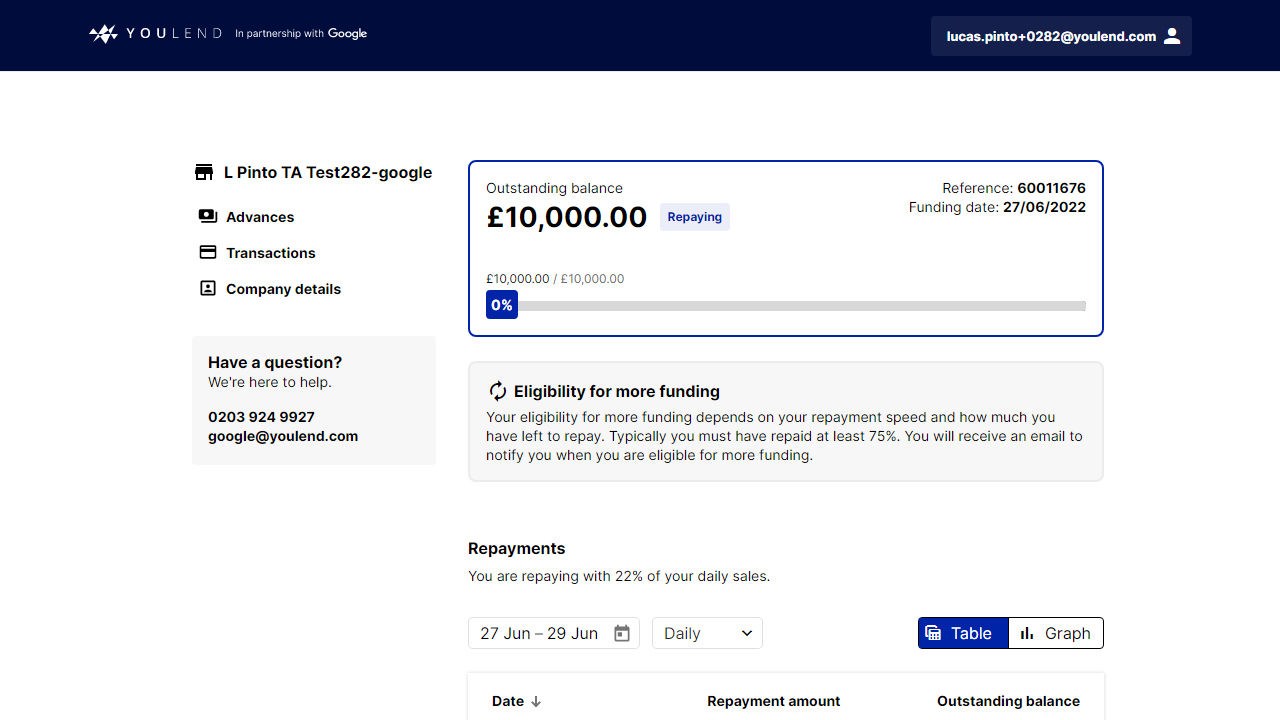 YOULEND In partnership with Google
lucas.pinto+0282@youlend.com
L Pinto TA Test282-google
Advances
Transactions
Company details
Have a question?
We're here to help.
0203 924 9927
google@youlend.com
Outstanding balance
£10,000.00 Repaying
Reference: 60011676
Funding date: 27/06/2022
£10,000.00 / £10,000.00
0%
Eligibility for more funding
Your eligibility for more funding depends on your repayment speed and how much you
have left to repay. Typically you must have repaid at least 75%. You will receive an email to
notify you when you are eligible for more funding.
Repayments
You are repaying with 22% of your daily sales.
27 Jun – 29 Jun Daily Table Graph
Date Repayment amount Outstanding balance